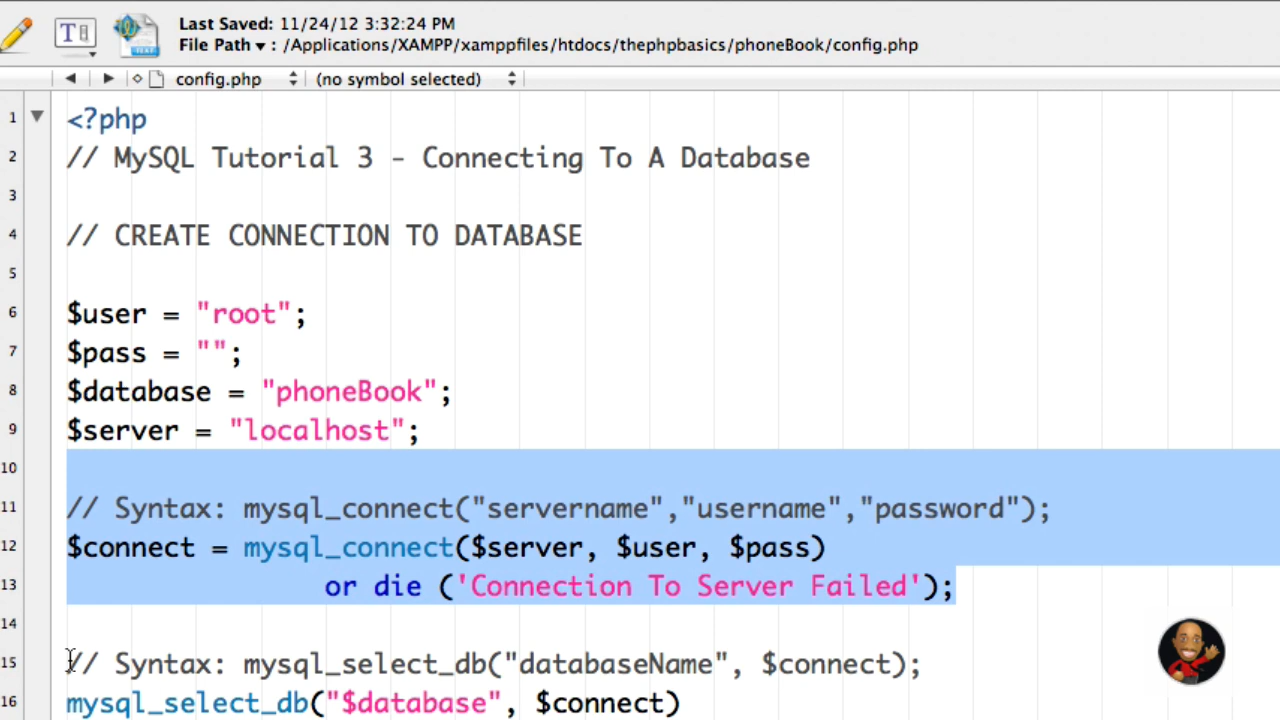 Last Saved: 11/24/12 3:32:24 PM
File Path ▾ : /Applications/XAMPP/xamppfiles/htdocs/thephpbasics/phoneBook/config.php
config.php (no symbol selected)
1 <?php
2 // MySQL Tutorial 3 - Connecting To A Database
3
4 // CREATE CONNECTION TO DATABASE
5
6 $user = "root";
7 $pass = "";
8 $database = "phoneBook";
9 $server = "localhost";
10
11 // Syntax: mysql_connect("servername","username","password");
12 $connect = mysql_connect($server, $user, $pass)
13 or die ('Connection To Server Failed');
14
15 // Syntax: mysql_select_db("databaseName", $connect);
16 mysql_select_db("$database", $connect)